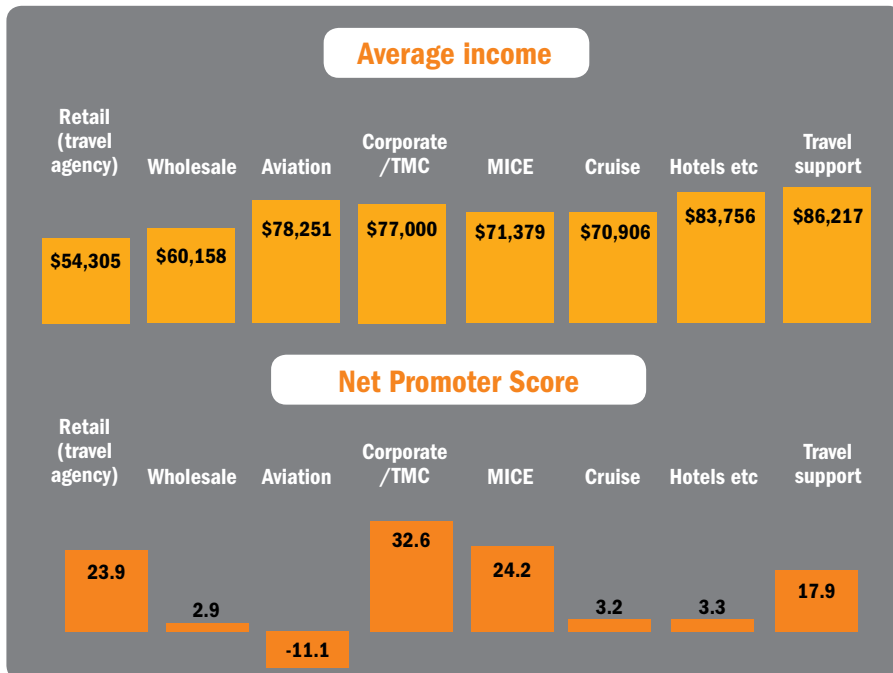 Average income
Retail
(travel
agency)
Wholesale
Aviation
Corporate
/TMC
MICE
Cruise
Hotels etc
Travel
support
$54,305
$60,158
$78,251
$77,000
$71,379
$70,906
$83,756
$86,217
Net Promoter Score
Retail
(travel
agency)
Wholesale
Aviation
Corporate
/TMC
MICE
Cruise
Hotels etc
Travel
support
23.9
2.9
-11.1
32.6
24.2
3.2
3.3
17.9